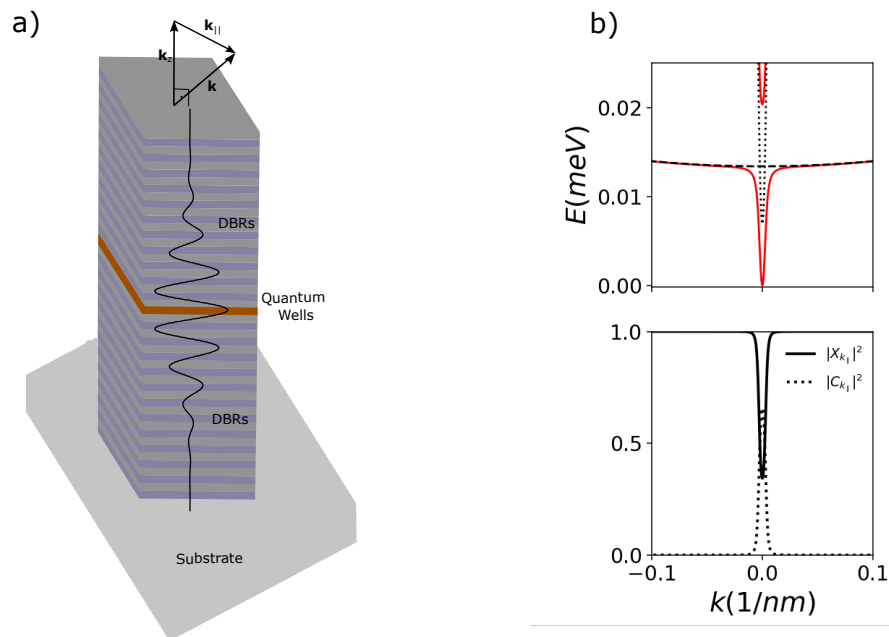 a)
k||
kz
k
DBRs
Quantum
Wells
DBRs
Substrate
b)
E(meV)
0.02
0.01
0.00
1.0
0.5
0.0
|Xk||²
|Ck||²
−0.1
0.0
0.1
k(1/nm)